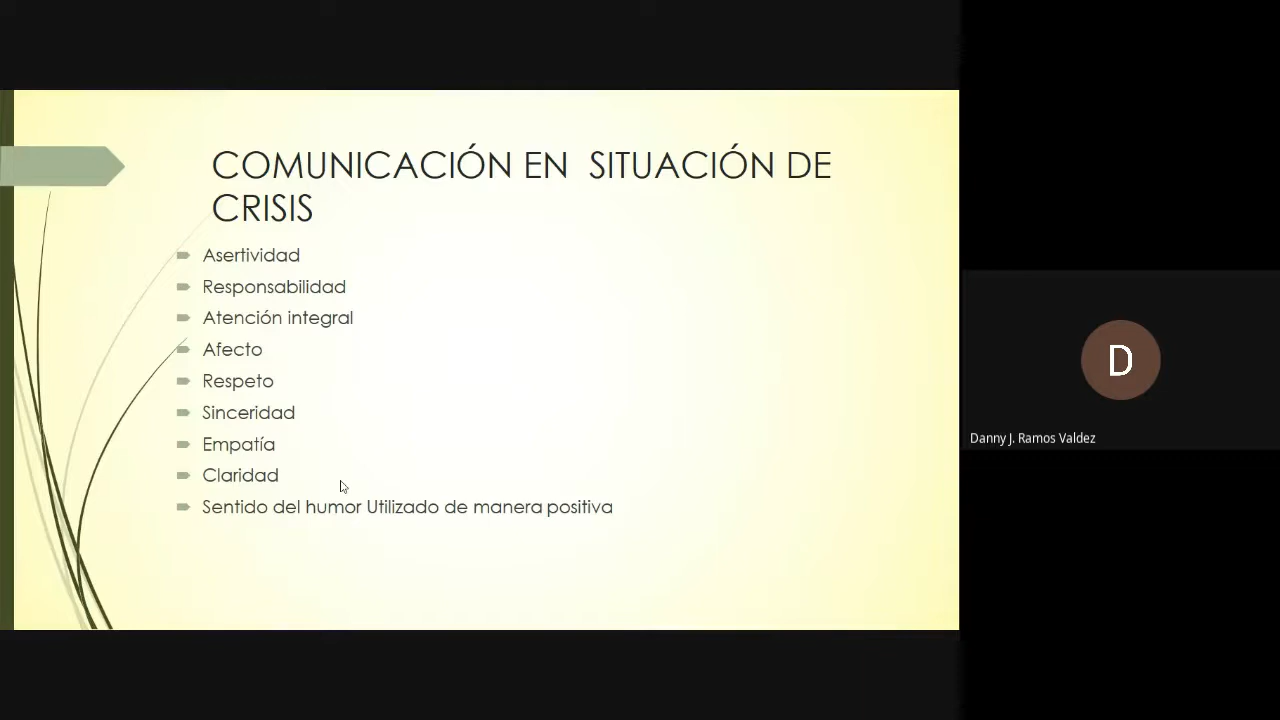 COMUNICACIÓN EN  SITUACIÓN DE
CRISIS
Asertividad
Responsabilidad
Atención integral
Afecto
Respeto
Sinceridad
Empatía
Claridad
Sentido del humor Utilizado de manera positiva
D
Danny J. Ramos Valdez